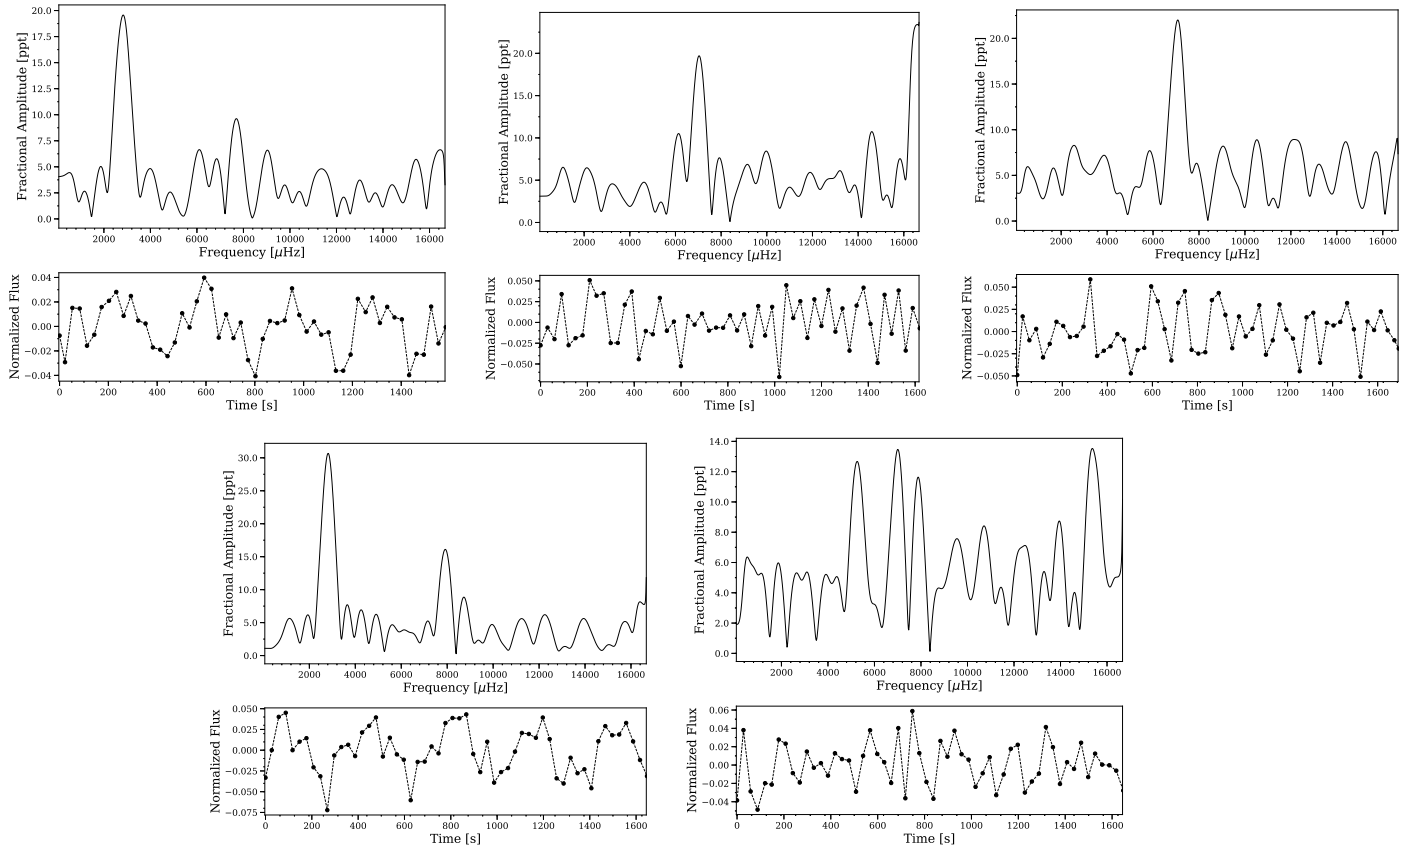 Fractional Amplitude [ppt]
20.0
17.5
15.0
12.5
10.0
7.5
5.0
2.5
0.0
2000 4000 6000 8000 10000 12000 14000 16000
Frequency [μHz]
Normalized Flux
0.04
0.02
0.00
−0.02
−0.04
0 200 400 600 800 1000 1200 1400
Time [s]
Fractional Amplitude [ppt]
20.0
15.0
10.0
5.0
0.0
2000 4000 6000 8000 10000 12000 14000 16000
Frequency [μHz]
Normalized Flux
0.050
0.025
0.000
−0.025
−0.050
0 200 400 600 800 1000 1200 1400 1600
Time [s]
Fractional Amplitude [ppt]
20.0
15.0
10.0
5.0
0.0
2000 4000 6000 8000 10000 12000 14000 16000
Frequency [μHz]
Normalized Flux
0.050
0.025
0.000
−0.025
−0.050
0 200 400 600 800 1000 1200 1400 1600
Time [s]
Fractional Amplitude [ppt]
30.0
25.0
20.0
15.0
10.0
5.0
0.0
2000 4000 6000 8000 10000 12000 14000 16000
Frequency [μHz]
Normalized Flux
0.050
0.025
0.000
−0.025
−0.050
−0.075
0 200 400 600 800 1000 1200 1400 1600
Time [s]
Fractional Amplitude [ppt]
14.0
12.0
10.0
8.0
6.0
4.0
2.0
0.0
2000 4000 6000 8000 10000 12000 14000 16000
Frequency [μHz]
Normalized Flux
0.06
0.04
0.02
0.00
−0.02
−0.04
0 200 400 600 800 1000 1200 1400 1600
Time [s]